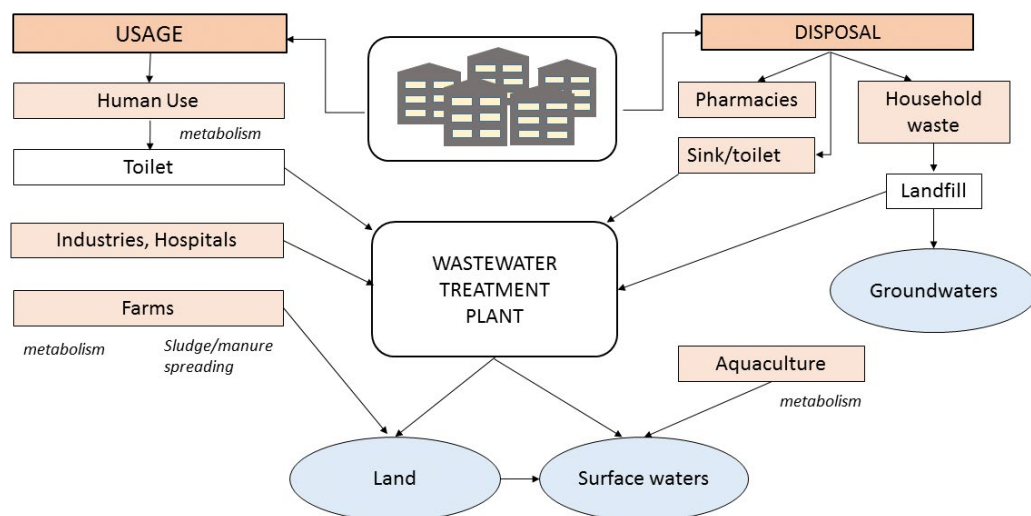 USAGE
DISPOSAL
Human Use
metabolism
Toilet
Pharmacies
Household
waste
Sink/toilet
Landfill
Industries, Hospitals
WASTEWATER
TREATMENT
PLANT
Groundwaters
Farms
metabolism
Sludge/manure
spreading
Aquaculture
metabolism
Land
Surface waters